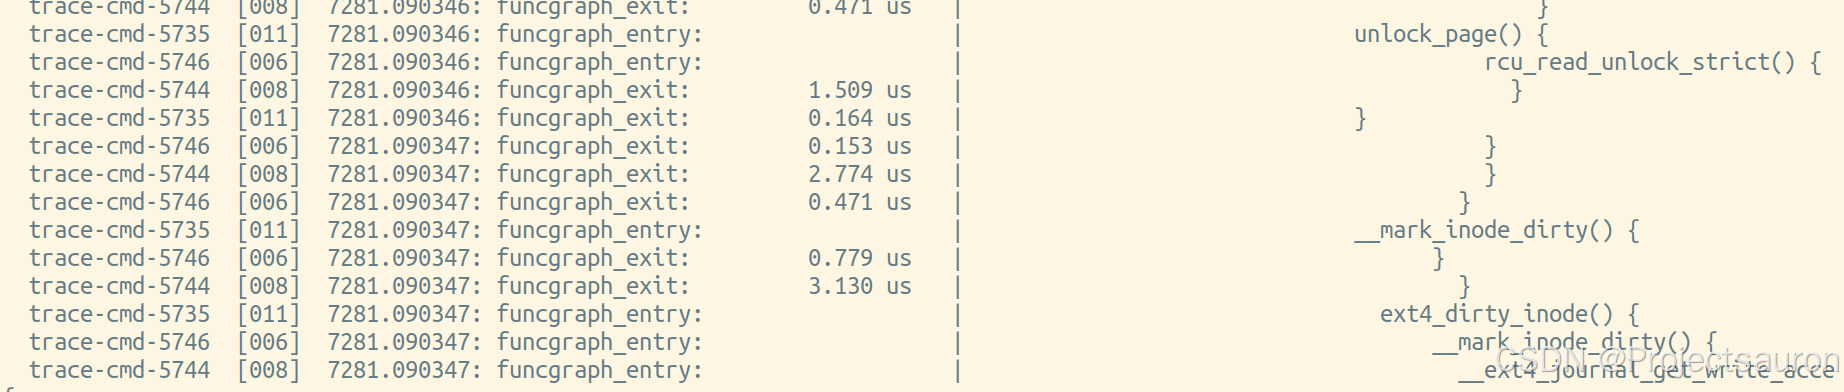 trace-cmd-5744 [008] 7281.090346: funcgraph_exit: 0.471 us | }
trace-cmd-5735 [011] 7281.090346: funcgraph_entry: | unlock_page() {
trace-cmd-5746 [006] 7281.090346: funcgraph_entry: | rcu_read_unlock_strict() {
trace-cmd-5744 [008] 7281.090346: funcgraph_exit: 1.509 us | }
trace-cmd-5735 [011] 7281.090346: funcgraph_exit: 0.164 us | }
trace-cmd-5746 [006] 7281.090346: funcgraph_exit: 0.153 us | }
trace-cmd-5744 [008] 7281.090347: funcgraph_exit: 2.774 us | }
trace-cmd-5746 [006] 7281.090347: funcgraph_exit: 0.471 us | }
trace-cmd-5735 [011] 7281.090347: funcgraph_entry: | __mark_inode_dirty() {
trace-cmd-5746 [006] 7281.090347: funcgraph_exit: 0.779 us | }
trace-cmd-5744 [008] 7281.090347: funcgraph_exit: 3.130 us | }
trace-cmd-5735 [011] 7281.090347: funcgraph_entry: | ext4_dirty_inode() {
trace-cmd-5746 [006] 7281.090347: funcgraph_entry: | __mark_inode_dirty() {
trace-cmd-5744 [008] 7281.090347: funcgraph_entry: | __ext4_journal_get_write_acce
CSDN @Projectsauron